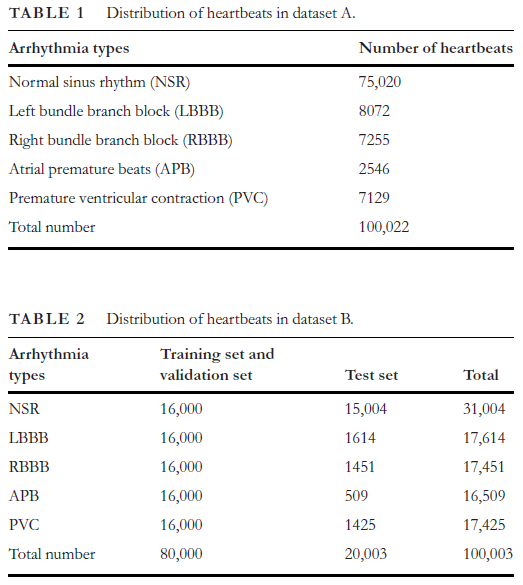 TABLE 1 Distribution of heartbeats in dataset A.
Arrhythmia types Number of heartbeats
Normal sinus rhythm (NSR) 75,020
Left bundle branch block (LBBB) 8072
Right bundle branch block (RBBB) 7255
Atrial premature beats (APB) 2546
Premature ventricular contraction (PVC) 7129
Total number 100,022
TABLE 2 Distribution of heartbeats in dataset B.
Arrhythmia Training set and
types validation set Test set Total
NSR 16,000 15,004 31,004
LBBB 16,000 1614 17,614
RBBB 16,000 1451 17,451
APB 16,000 509 16,509
PVC 16,000 1425 17,425
Total number 80,000 20,003 100,003